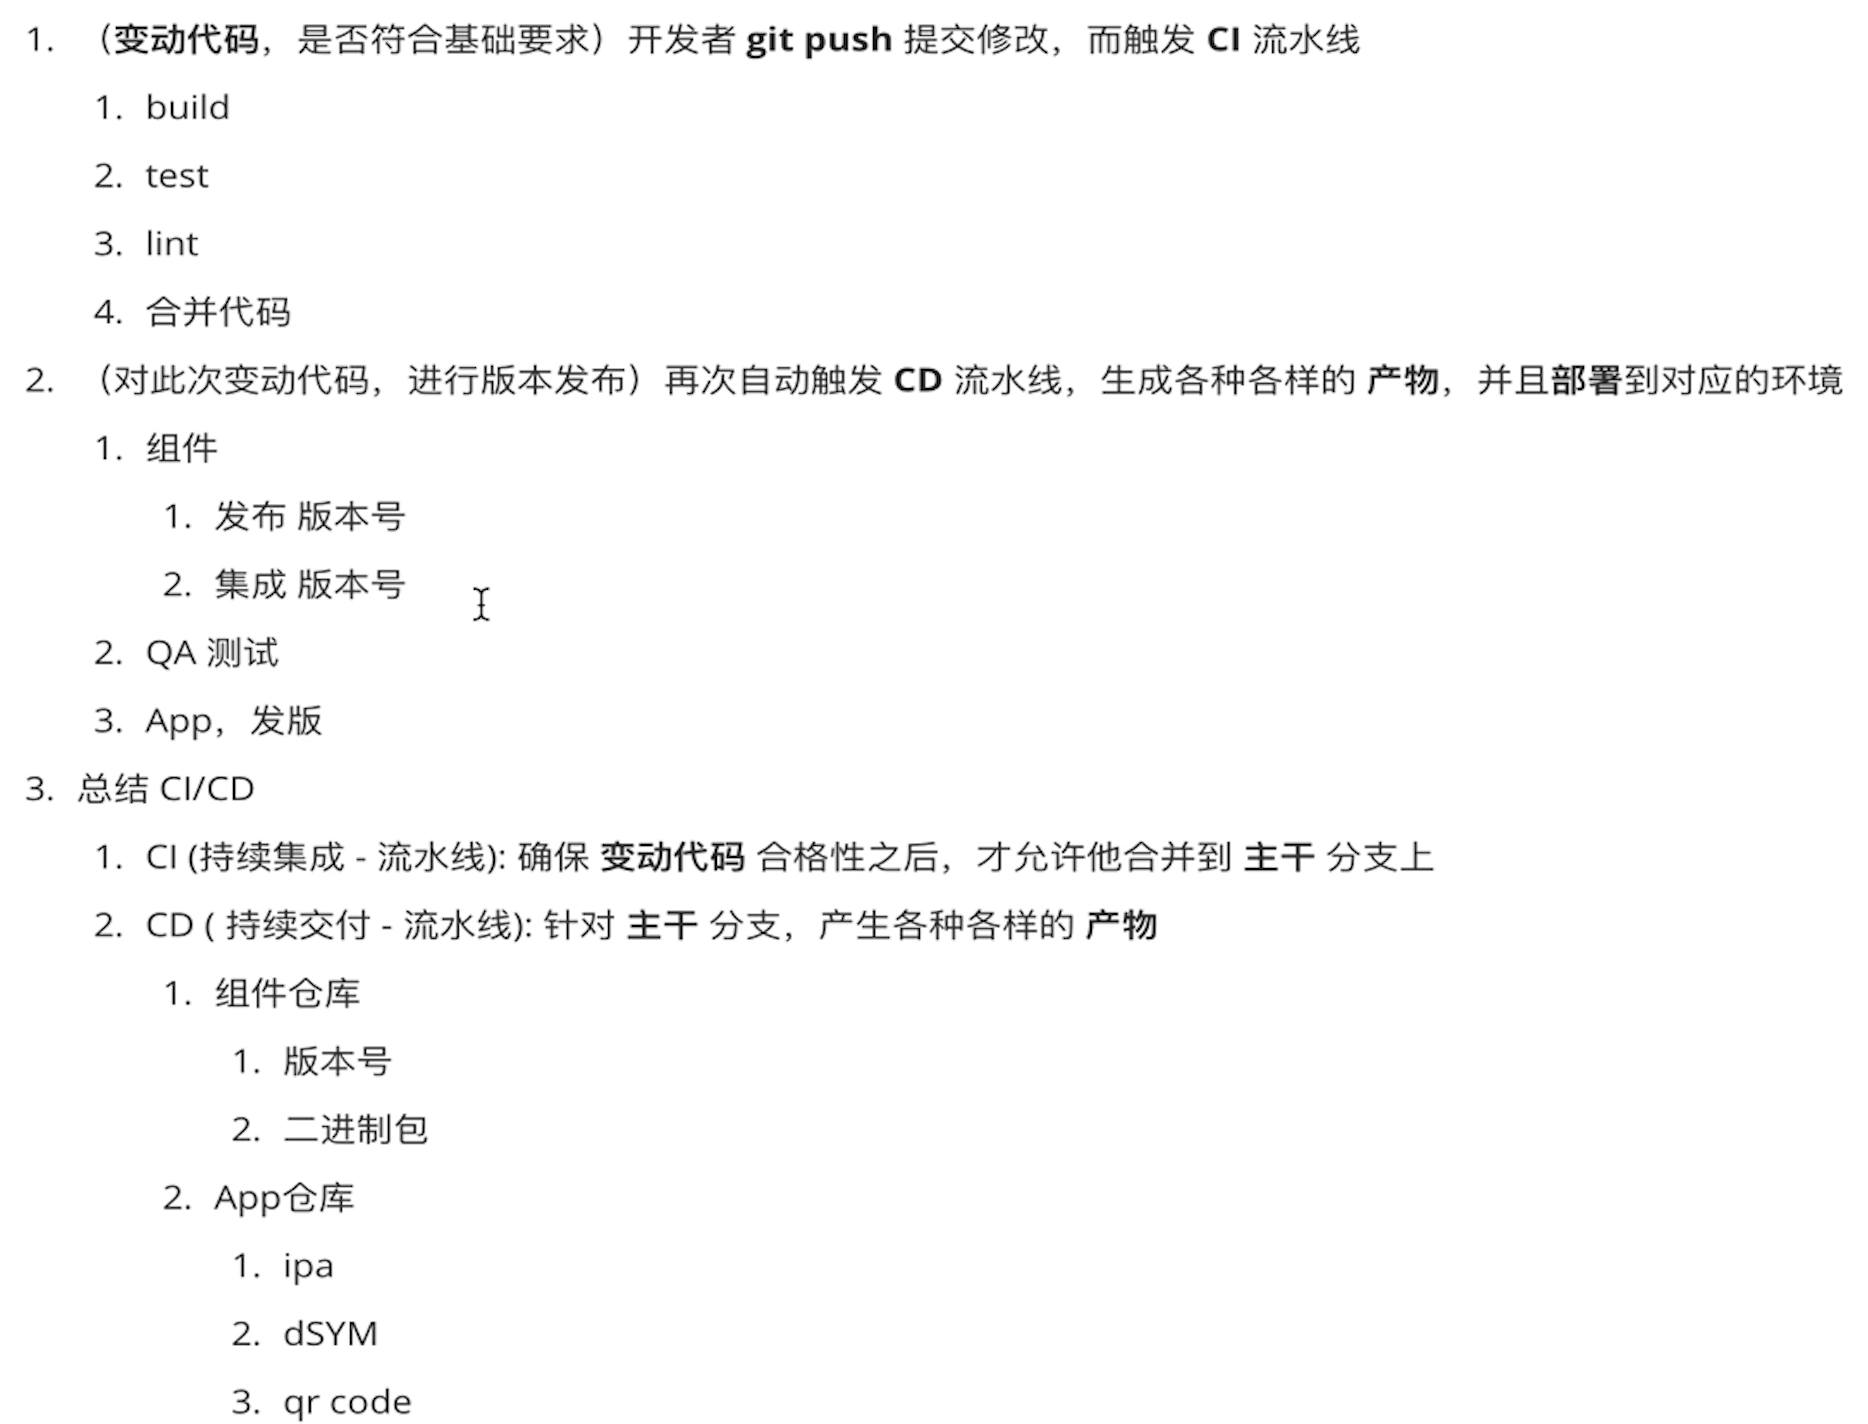 1. （变动代码，是否符合基础要求）开发者 git push 提交修改，而触发 CI 流水线
1. build
2. test
3. lint
4. 合并代码
2. （对此次变动代码，进行版本发布）再次自动触发 CD 流水线，生成各种各样的 产物，并且部署到对应的环境
1. 组件
1. 发布 版本号
2. 集成 版本号
2. QA 测试
3. App，发版
3. 总结 CI/CD
1. CI (持续集成 - 流水线): 确保 变动代码 合格性之后，才允许他合并到 主干 分支上
2. CD ( 持续交付 - 流水线): 针对 主干 分支，产生各种各样的 产物
1. 组件仓库
1. 版本号
2. 二进制包
2. App仓库
1. ipa
2. dSYM
3. qr code